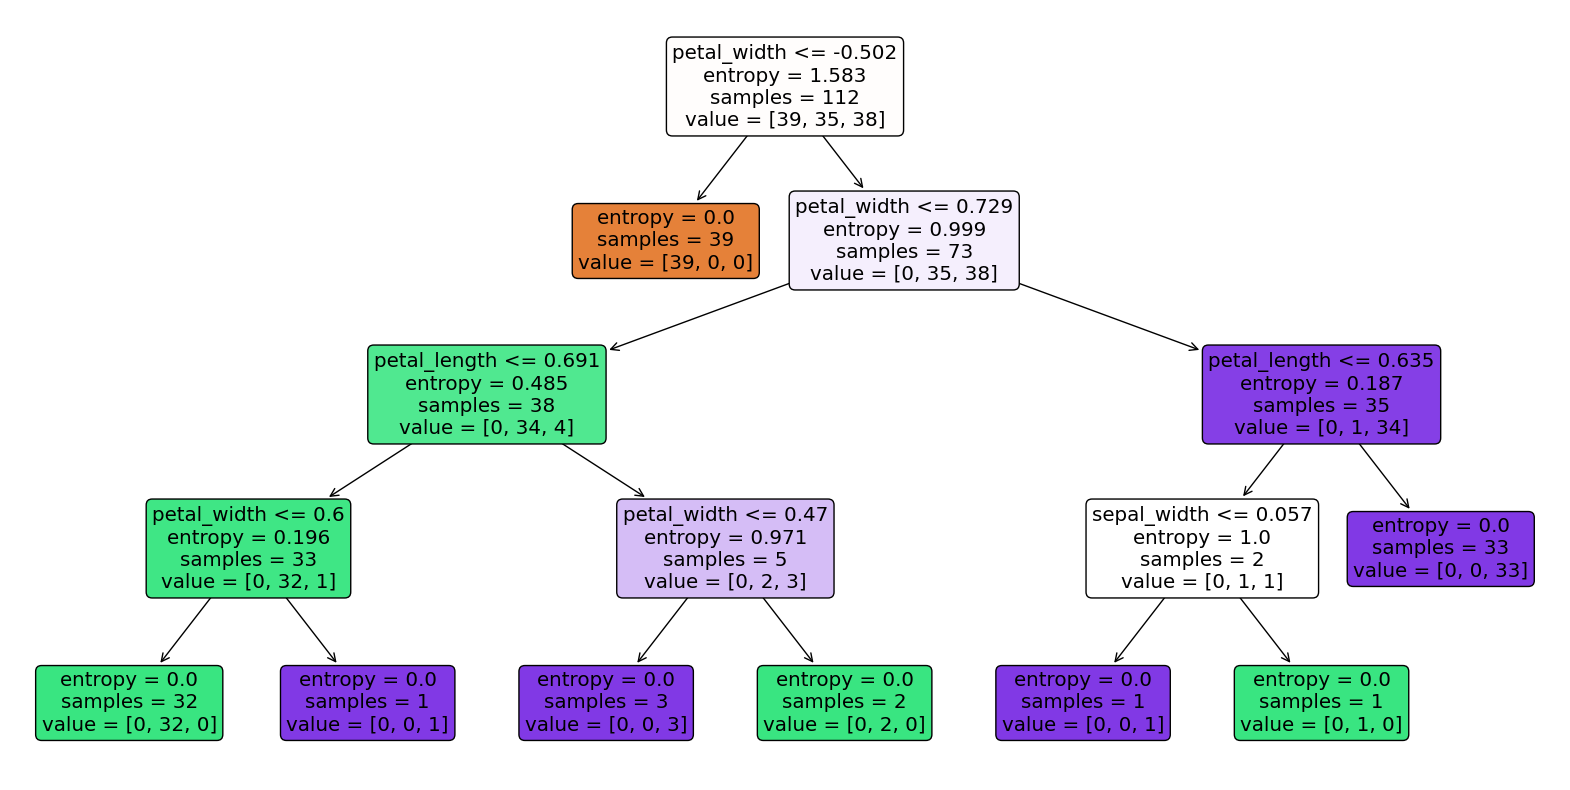 petal_width <= -0.502
entropy = 1.583
samples = 112
value = [39, 35, 38]
entropy = 0.0
samples = 39
value = [39, 0, 0]
petal_width <= 0.729
entropy = 0.999
samples = 73
value = [0, 35, 38]
petal_length <= 0.691
entropy = 0.485
samples = 38
value = [0, 34, 4]
petal_length <= 0.635
entropy = 0.187
samples = 35
value = [0, 1, 34]
petal_width <= 0.6
entropy = 0.196
samples = 33
value = [0, 32, 1]
petal_width <= 0.47
entropy = 0.971
samples = 5
value = [0, 2, 3]
sepal_width <= 0.057
entropy = 1.0
samples = 2
value = [0, 1, 1]
entropy = 0.0
samples = 33
value = [0, 0, 33]
entropy = 0.0
samples = 32
value = [0, 32, 0]
entropy = 0.0
samples = 1
value = [0, 0, 1]
entropy = 0.0
samples = 3
value = [0, 0, 3]
entropy = 0.0
samples = 2
value = [0, 2, 0]
entropy = 0.0
samples = 1
value = [0, 0, 1]
entropy = 0.0
samples = 1
value = [0, 1, 0]